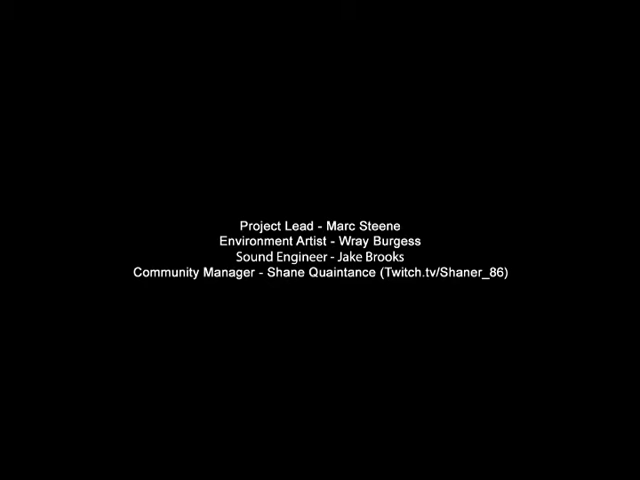 Project Lead - Marc Steene
Environment Artist - Wray Burgess
Sound Engineer - Jake Brooks
Community Manager - Shane Quaintance (Twitch.tv/Shaner_86)